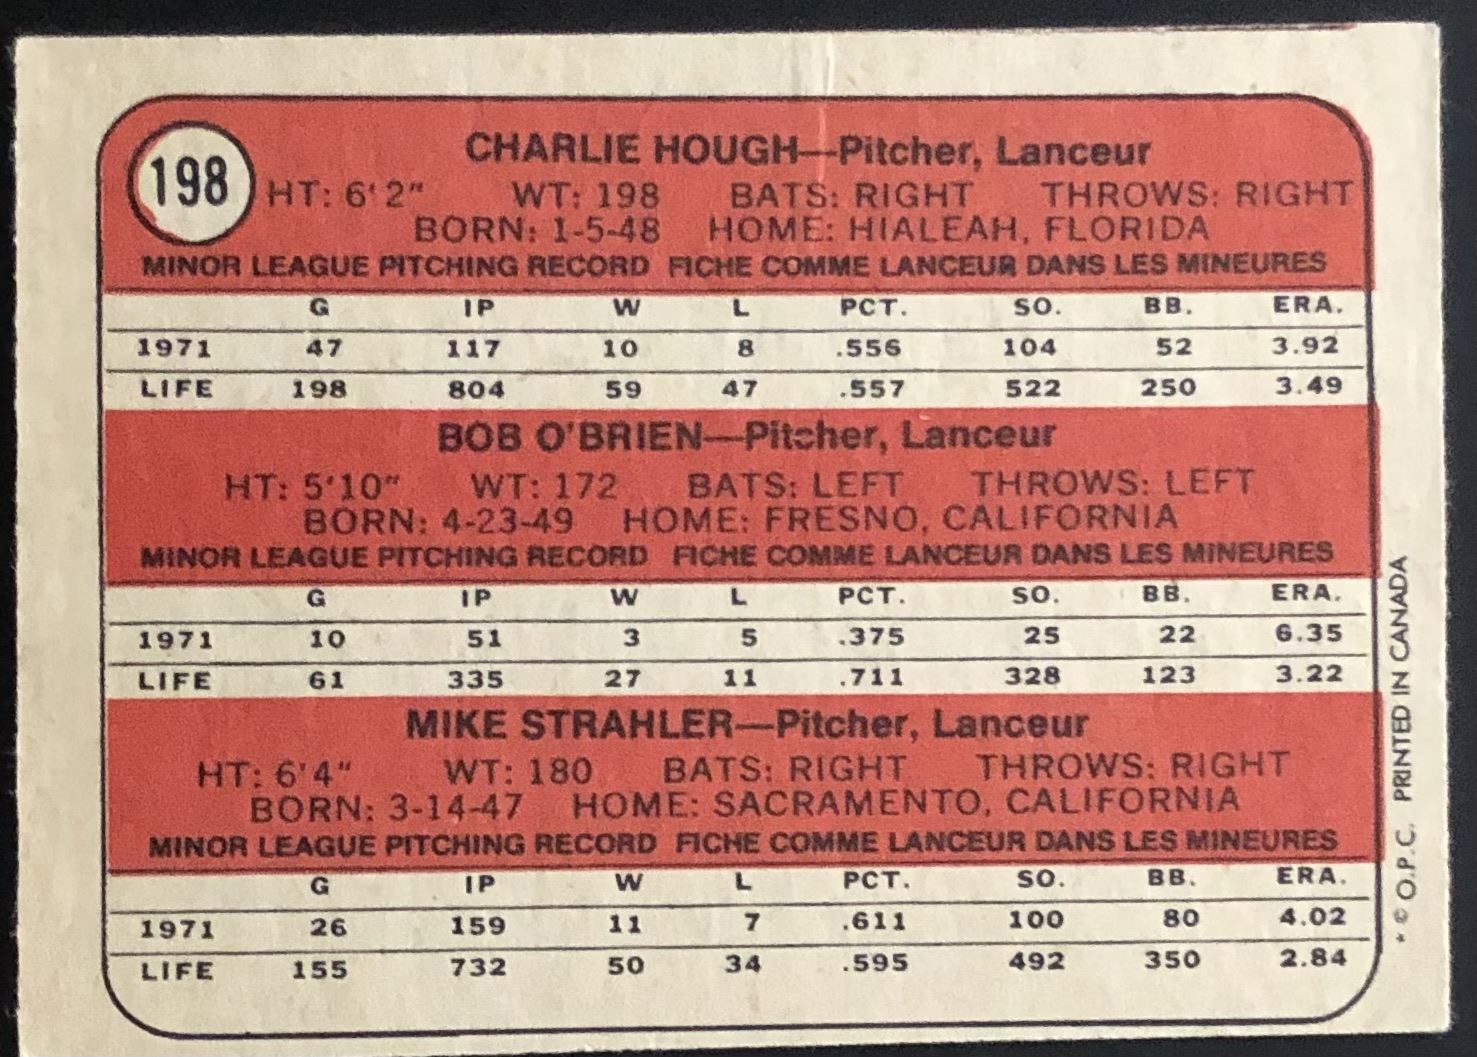 198
CHARLIE HOUGH—Pitcher, Lanceur
HT: 6'2" WT: 198 BATS: RIGHT THROWS: RIGHT
BORN: 1-5-48 HOME: HIALEAH, FLORIDA
MINOR LEAGUE PITCHING RECORD FICHE COMME LANCEUR DANS LES MINEURES
G IP W L PCT. SO. BB. ERA.
1971 47 117 10 8 .556 104 52 3.92
LIFE 198 804 59 47 .557 522 250 3.49
BOB O'BRIEN—Pitcher, Lanceur
HT: 5'10" WT: 172 BATS: LEFT THROWS: LEFT
BORN: 4-23-49 HOME: FRESNO, CALIFORNIA
MINOR LEAGUE PITCHING RECORD FICHE COMME LANCEUR DANS LES MINEURES
G IP W L PCT. SO. BB. ERA.
1971 10 51 3 5 .375 25 22 6.35
LIFE 61 335 27 11 .711 328 123 3.22
MIKE STRAHLER—Pitcher, Lanceur
HT: 6'4" WT: 180 BATS: RIGHT THROWS: RIGHT
BORN: 3-14-47 HOME: SACRAMENTO, CALIFORNIA
MINOR LEAGUE PITCHING RECORD FICHE COMME LANCEUR DANS LES MINEURES
G IP W L PCT. SO. BB. ERA.
1971 26 159 11 7 .611 100 80 4.02
LIFE 155 732 50 34 .595 492 350 2.84
* © O.P.C. PRINTED IN CANADA